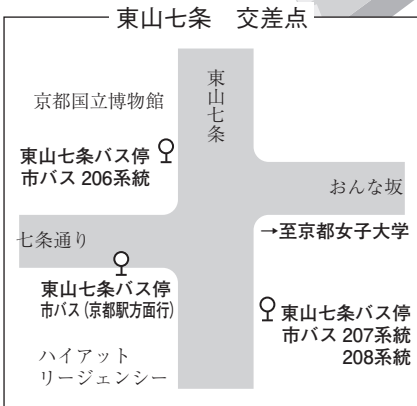 東山七条　交差点
京都国立博物館
東山七条
東山七条バス停
市バス 206系統
おんな坂
七条通り
→至京都女子大学
東山七条バス停
市バス(京都駅方面行)
東山七条バス停
市バス 207系統
208系統
ハイアット
リージェンシー